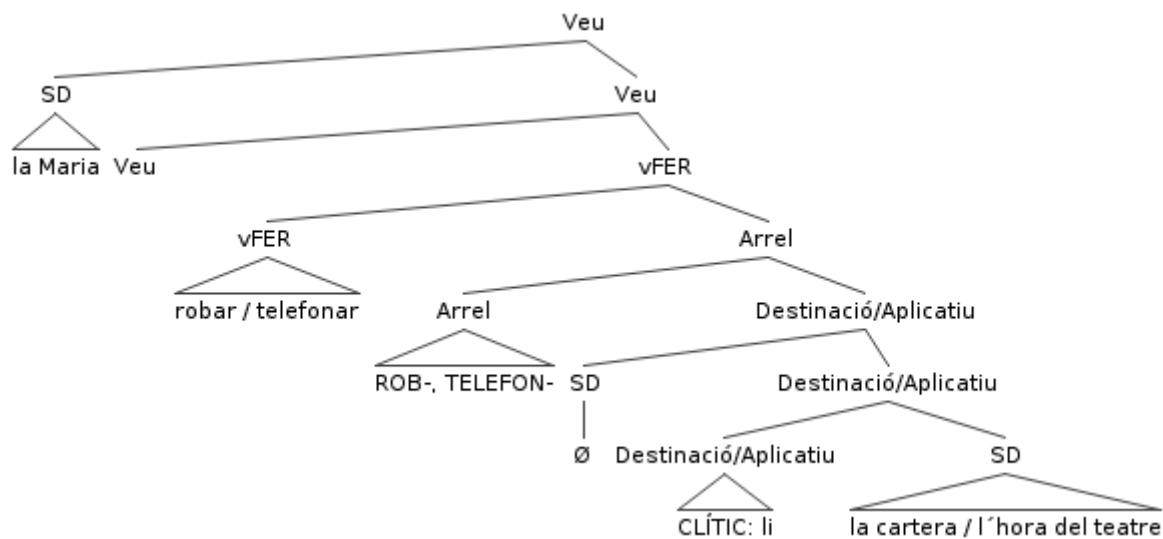 Veu
SD Veu
la Maria Veu vFER
vFER Arrel
robar / telefonar Arrel Destinació/Aplicatiu
ROB-, TELEFON- SD Destinació/Aplicatiu
Ø Destinació/Aplicatiu SD
CLÍTIC: li la cartera / l´hora del teatre